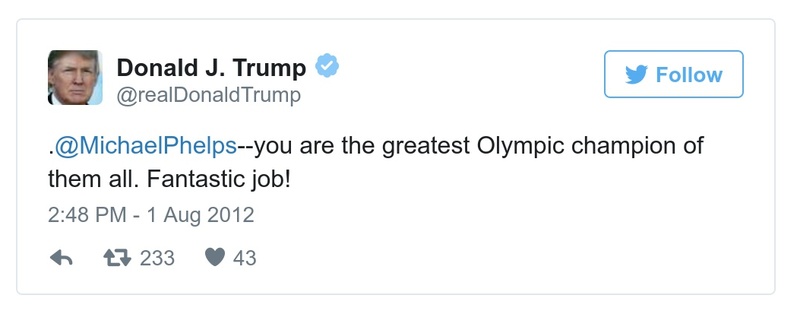 Donald J. Trump
@realDonaldTrump
Follow
.@MichaelPhelps--you are the greatest Olympic champion of
them all. Fantastic job!
2:48 PM - 1 Aug 2012
233 43